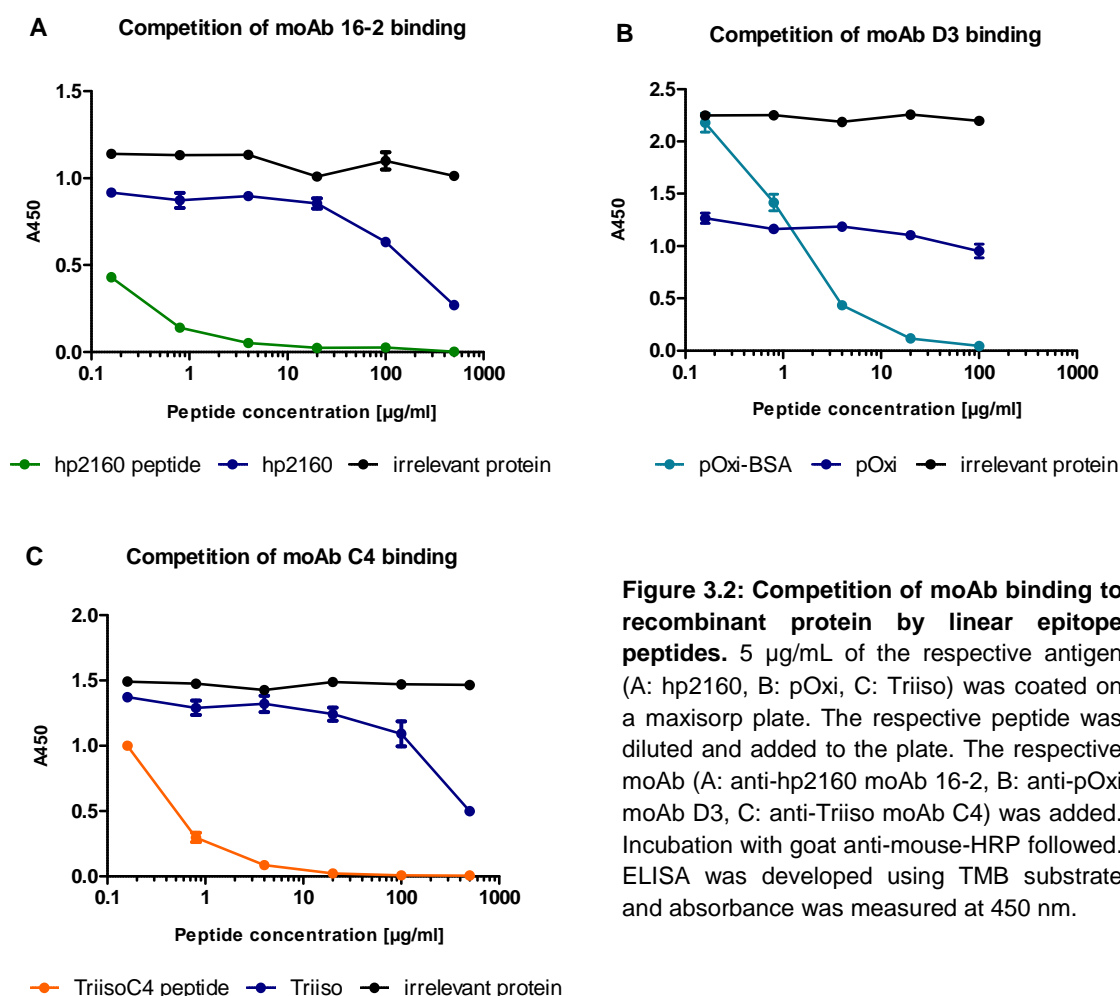 A
Competition of moAb 16-2 binding
1.5
1.0
0.5
0.0
A450
0.1 1 10 100 1000
Peptide concentration [µg/ml]
hp2160 peptide hp2160 irrelevant protein
B
Competition of moAb D3 binding
2.5
2.0
1.5
1.0
0.5
0.0
A450
0.1 1 10 100 1000
Peptide concentration [µg/ml]
pOxi-BSA pOxi irrelevant protein
C
Competition of moAb C4 binding
2.0
1.5
1.0
0.5
0.0
A450
0.1 1 10 100 1000
Peptide concentration [µg/ml]
TriisoC4 peptide Triiso irrelevant protein
Figure 3.2: Competition of moAb binding to
recombinant protein by linear epitope
peptides. 5 µg/mL of the respective antigen
(A: hp2160, B: pOxi, C: Triiso) was coated on
a maxisorp plate. The respective peptide was
diluted and added to the plate. The respective
moAb (A: anti-hp2160 moAb 16-2, B: anti-pOxi
moAb D3, C: anti-Triiso moAb C4) was added.
Incubation with goat anti-mouse-HRP followed.
ELISA was developed using TMB substrate
and absorbance was measured at 450 nm.